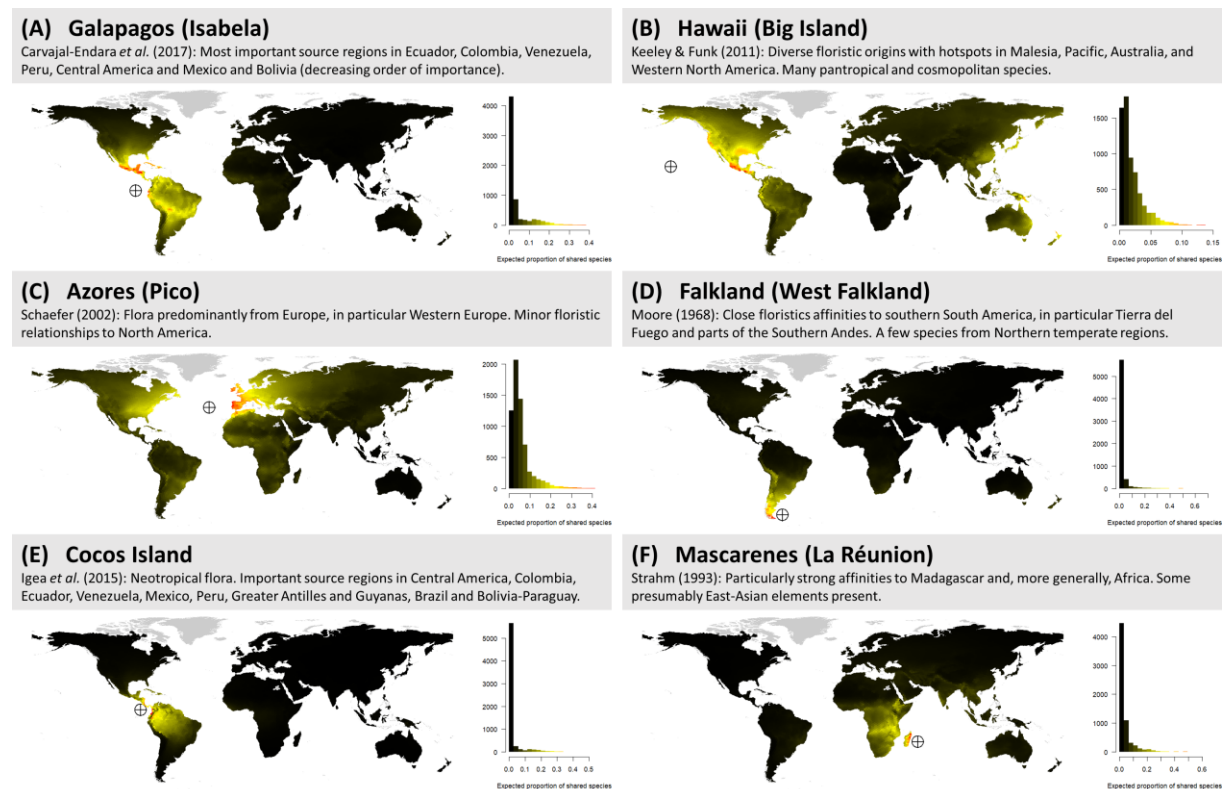 (A) Galapagos (Isabela)
Carvajal-Endara et al. (2017): Most important source regions in Ecuador, Colombia, Venezuela,
Peru, Central America and Mexico and Bolivia (decreasing order of importance).
4000
3000
2000
1000
0
0.0 0.1 0.2 0.3 0.4
Expected proportion of shared species
(B) Hawaii (Big Island)
Keeley & Funk (2011): Diverse floristic origins with hotspots in Malesia, Pacific, Australia, and
Western North America. Many pantropical and cosmopolitan species.
1500
1000
500
0
0.00 0.05 0.10 0.15
Expected proportion of shared species
(C) Azores (Pico)
Schaefer (2002): Flora predominantly from Europe, in particular Western Europe. Minor floristic
relationships to North America.
2000
1500
1000
500
0
0.0 0.1 0.2 0.3 0.4
Expected proportion of shared species
(D) Falkland (West Falkland)
Moore (1968): Close floristics affinities to southern South America, in particular Tierra del
Fuego and parts of the Southern Andes. A few species from Northern temperate regions.
5000
4000
3000
2000
1000
0
0.0 0.2 0.4 0.6
Expected proportion of shared species
(E) Cocos Island
Igea et al. (2015): Neotropical flora. Important source regions in Central America, Colombia,
Ecuador, Venezuela, Mexico, Peru, Greater Antilles and Guyanas, Brazil and Bolivia-Paraguay.
5000
4000
3000
2000
1000
0
0.0 0.1 0.2 0.3 0.4 0.5
Expected proportion of shared species
(F) Mascarenes (La Réunion)
Strahm (1993): Particularly strong affinities to Madagascar and, more generally, Africa. Some
presumably East-Asian elements present.
4000
3000
2000
1000
0
0.0 0.1 0.2 0.3 0.4 0.5 0.6
Expected proportion of shared species